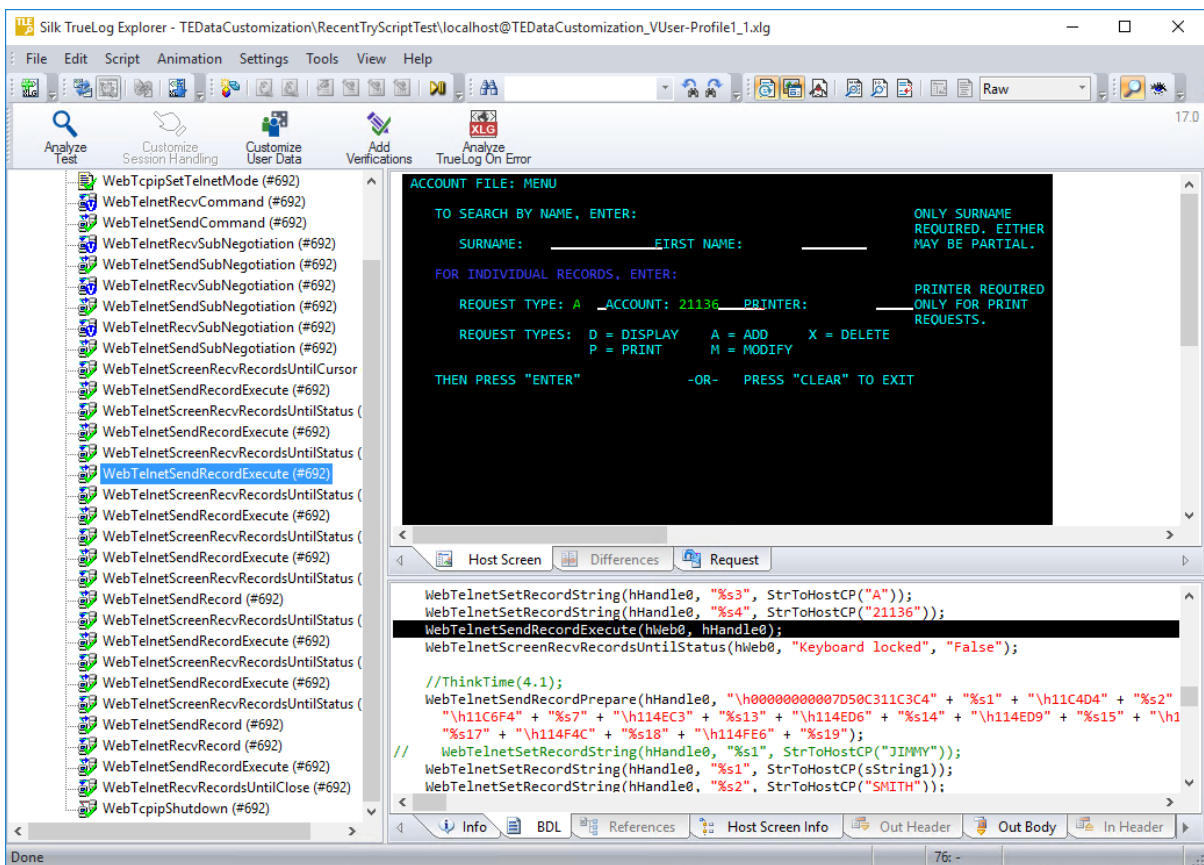 Silk TrueLog Explorer - TEDataCustomization\RecentTryScriptTest\localhost@TEDataCustomization_VUser-Profile1_1.xlg
File Edit Script Animation Settings Tools View Help
Raw
Analyze Test
Customize Session Handling
Customize User Data
Add Verifications
XLG
Analyze TrueLog On Error
17.0
WebTcpipSetTelnetMode (#692)
WebTelnetRecvCommand (#692)
WebTelnetSendCommand (#692)
WebTelnetRecvSubNegotiation (#692)
WebTelnetSendSubNegotiation (#692)
WebTelnetRecvSubNegotiation (#692)
WebTelnetSendSubNegotiation (#692)
WebTelnetRecvSubNegotiation (#692)
WebTelnetSendSubNegotiation (#692)
WebTelnetScreenRecvRecordsUntilCursor
WebTelnetSendRecordExecute (#692)
WebTelnetScreenRecvRecordsUntilStatus (
WebTelnetSendRecordExecute (#692)
WebTelnetScreenRecvRecordsUntilStatus (
WebTelnetSendRecordExecute (#692)
WebTelnetScreenRecvRecordsUntilStatus (
WebTelnetSendRecordExecute (#692)
WebTelnetScreenRecvRecordsUntilStatus (
WebTelnetSendRecordExecute (#692)
WebTelnetScreenRecvRecordsUntilStatus (
WebTelnetSendRecord (#692)
WebTelnetScreenRecvRecordsUntilStatus (
WebTelnetSendRecordExecute (#692)
WebTelnetScreenRecvRecordsUntilStatus (
WebTelnetSendRecordExecute (#692)
WebTelnetScreenRecvRecordsUntilStatus (
WebTelnetSendRecord (#692)
WebTelnetRecvRecord (#692)
WebTelnetSendRecordExecute (#692)
WebTelnetRecvRecordsUntilClose (#692)
WebTcpipShutdown (#692)
ACCOUNT FILE: MENU
TO SEARCH BY NAME, ENTER: ONLY SURNAME
REQUIRED. EITHER
SURNAME: FIRST NAME: MAY BE PARTIAL.
FOR INDIVIDUAL RECORDS, ENTER:
PRINTER REQUIRED
REQUEST TYPE: A ACCOUNT: 21136 PRINTER: ONLY FOR PRINT
REQUESTS.
REQUEST TYPES: D = DISPLAY A = ADD X = DELETE
P = PRINT M = MODIFY
THEN PRESS "ENTER" -OR- PRESS "CLEAR" TO EXIT
Host Screen Differences Request
WebTelnetSetRecordString(hHandle0, "%s3", StrToHostCP("A"));
WebTelnetSetRecordString(hHandle0, "%s4", StrToHostCP("21136"));
WebTelnetSendRecordExecute(hWeb0, hHandle0);
WebTelnetScreenRecvRecordsUntilStatus(hWeb0, "Keyboard locked", "False");
//ThinkTime(4.1);
WebTelnetSendRecordPrepare(hHandle0, "\h00000000007D50C311C3C4" + "%s1" + "\h11C4D4" + "%s2"
"\h11C6F4" + "%s7" + "\h114EC3" + "%s13" + "\h114ED6" + "%s14" + "\h114ED9" + "%s15" + "\h1
"%s17" + "\h114F4C" + "%s18" + "\h114FE6" + "%s19");
// WebTelnetSetRecordString(hHandle0, "%s1", StrToHostCP("JIMMY"));
WebTelnetSetRecordString(hHandle0, "%s1", StrToHostCP(sString1));
WebTelnetSetRecordString(hHandle0, "%s2", StrToHostCP("SMITH"));
Info BDL References Host Screen Info Out Header Out Body In Header
Done 76: -